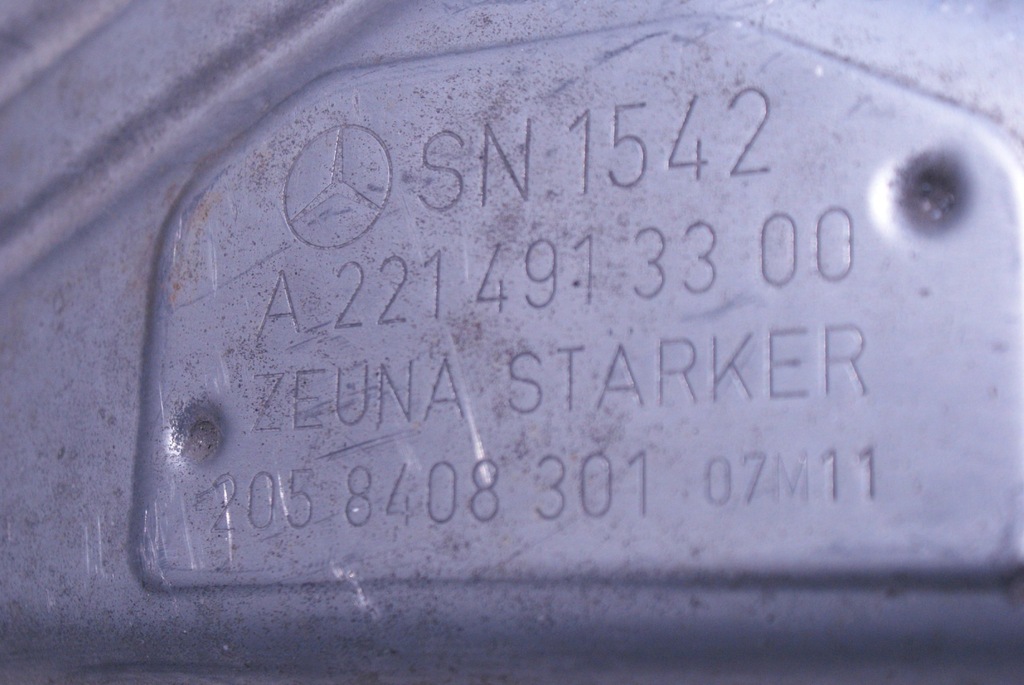 SN 1542
A 221 491 33 00
ZEUNA STARKER
205 8408 301 07M11